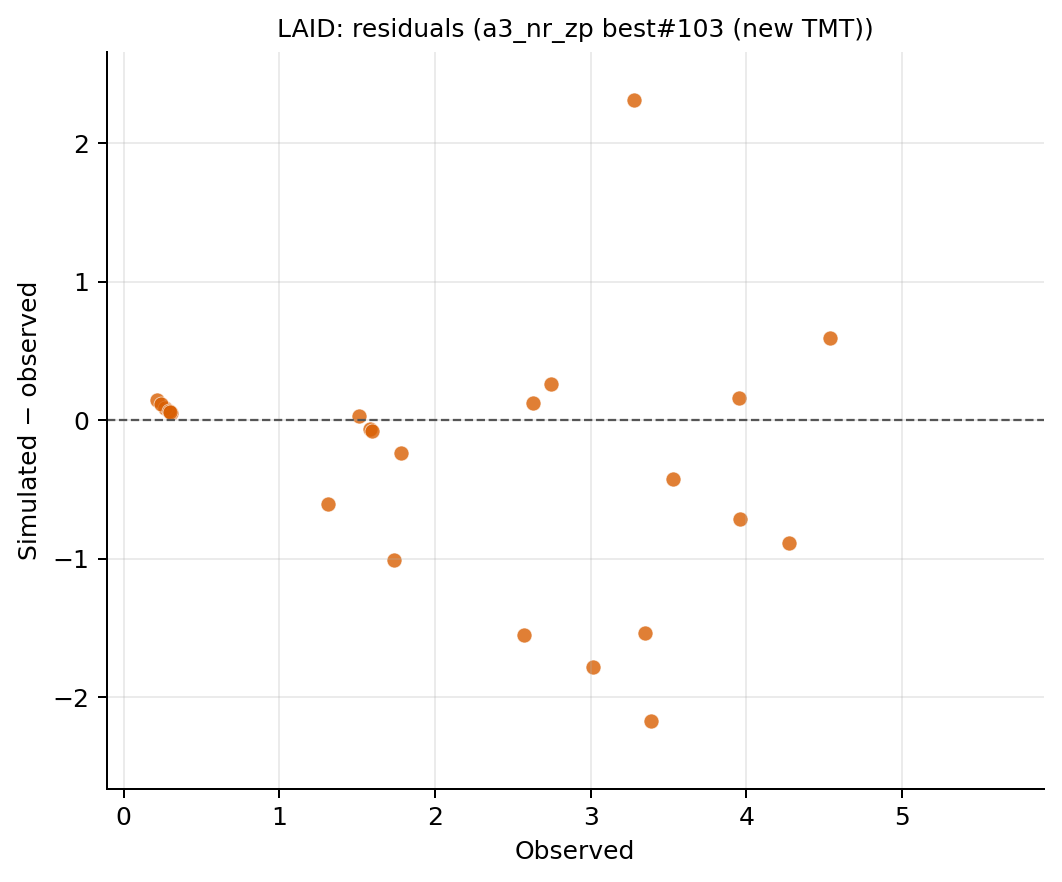 LAID: residuals (a3_nr_zp best#103 (new TMT))
Simulated − observed
2
1
0
−1
−2
0 1 2 3 4 5
Observed